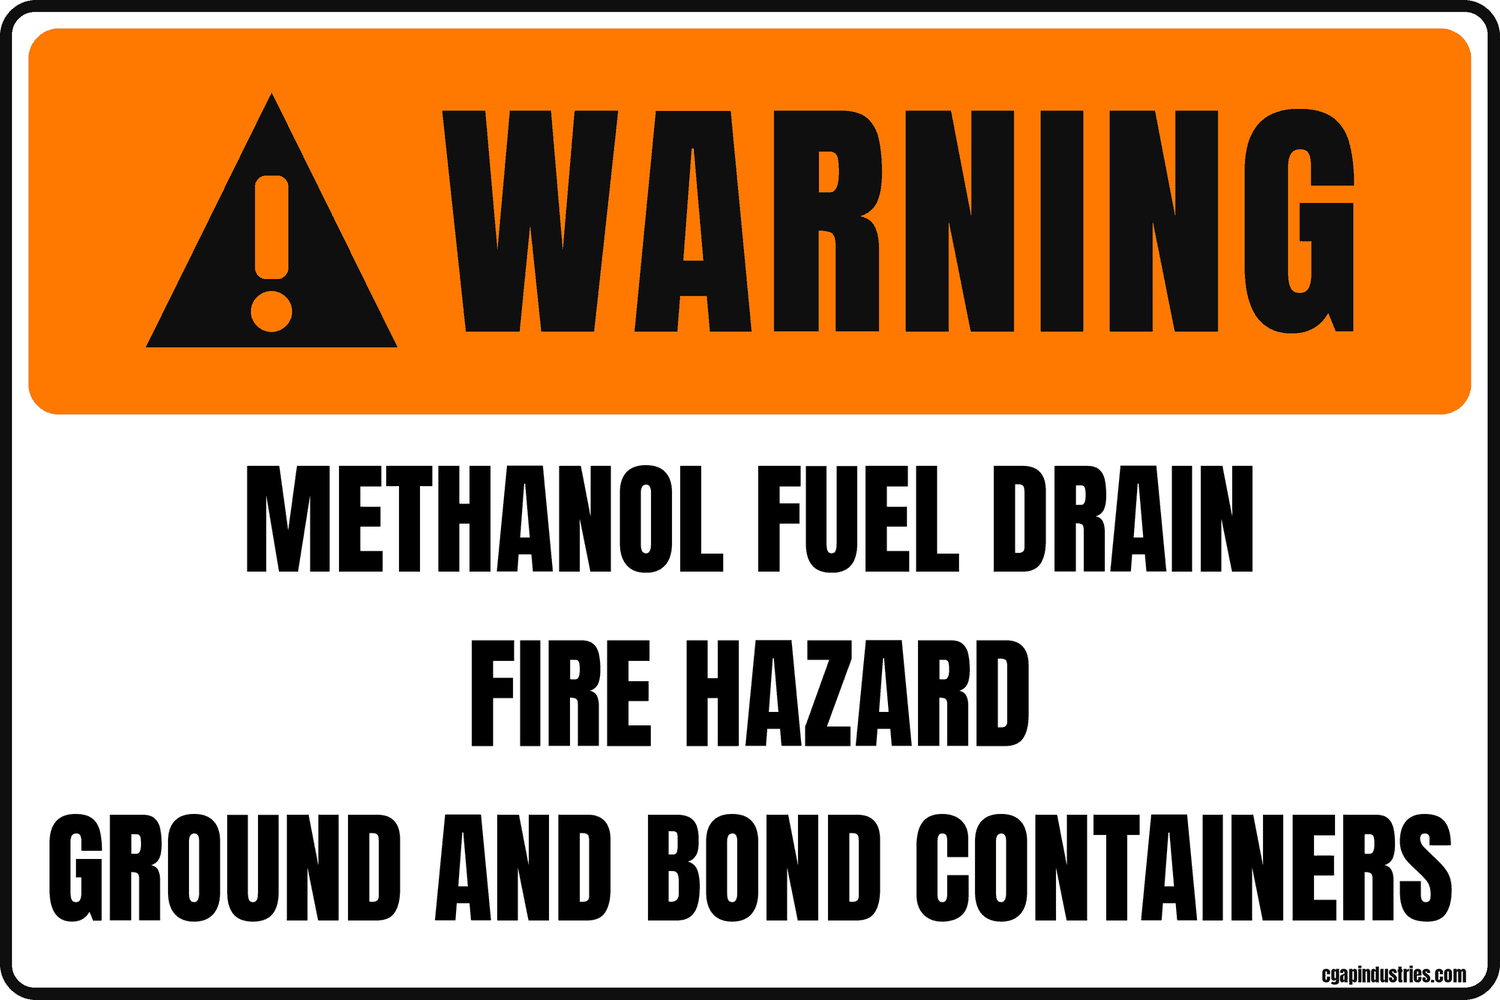 WARNING
METHANOL FUEL DRAIN
FIRE HAZARD
GROUND AND BOND CONTAINERS
cgapindustries.com